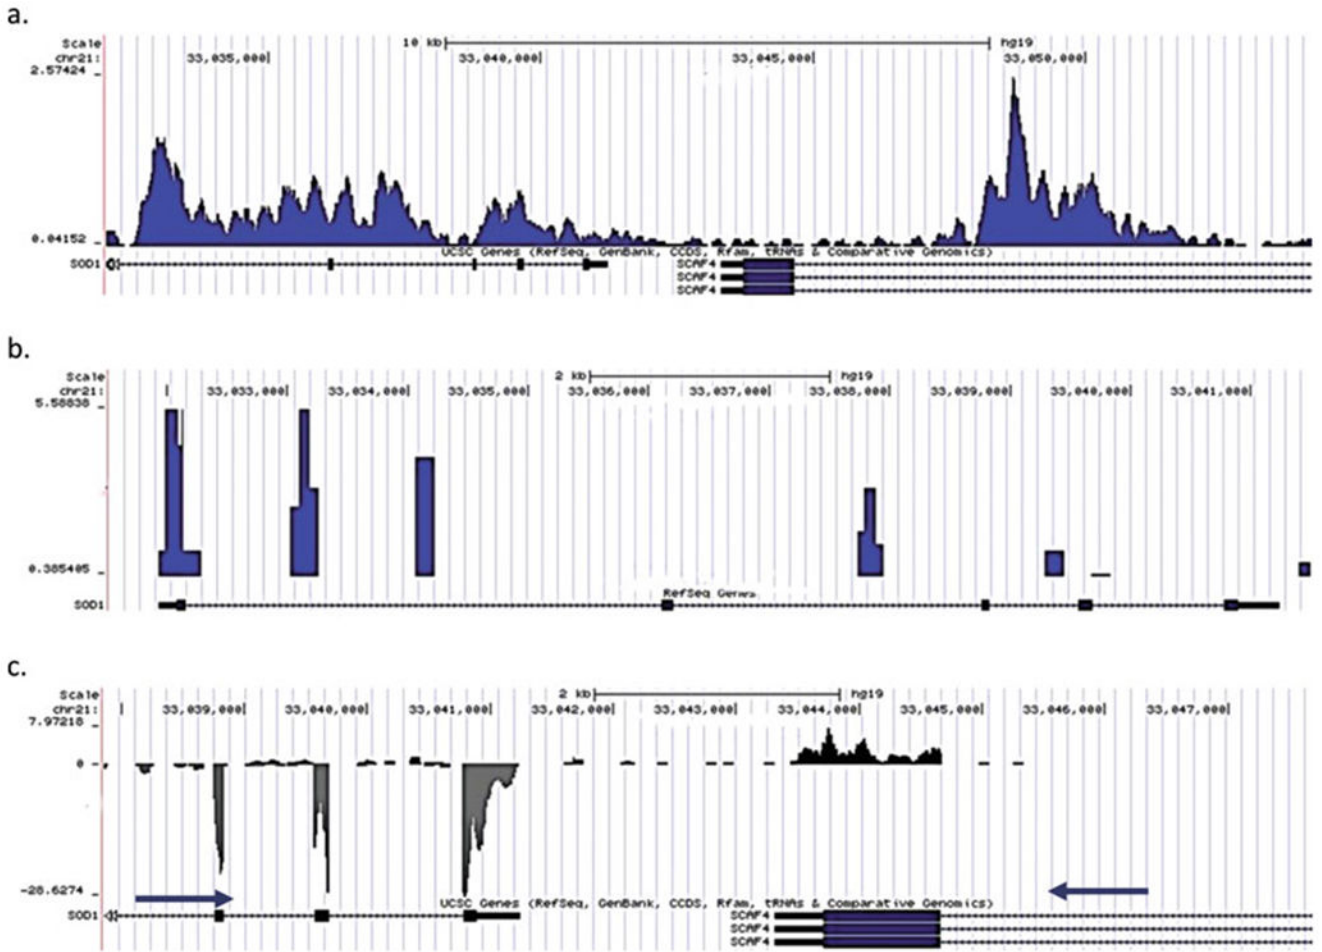 a.
Scale 10 kb hg19
chr21: 33,035,000 33,040,000 33,045,000 33,050,000
2.57424
0.04152
UCSC Genes (RefSeq, GenBank, CCDS, Rfam, tRNAs & Comparative Genomics)
SOD1 SCAF4
SCAF4
SCAF4
b.
Scale 2 kb hg19
chr21: 33,033,000 33,034,000 33,035,000 33,036,000 33,037,000 33,038,000 33,039,000 33,040,000 33,041,000
5.58838
0.385405
RefSeq Genes
SOD1
c.
Scale 2 kb hg19
chr21: 33,039,000 33,040,000 33,041,000 33,042,000 33,043,000 33,044,000 33,045,000 33,046,000 33,047,000
7.97218
0
-28.6274
UCSC Genes (RefSeq, GenBank, CCDS, Rfam, tRNAs & Comparative Genomics)
SOD1 SCAF4
SCAF4
SCAF4